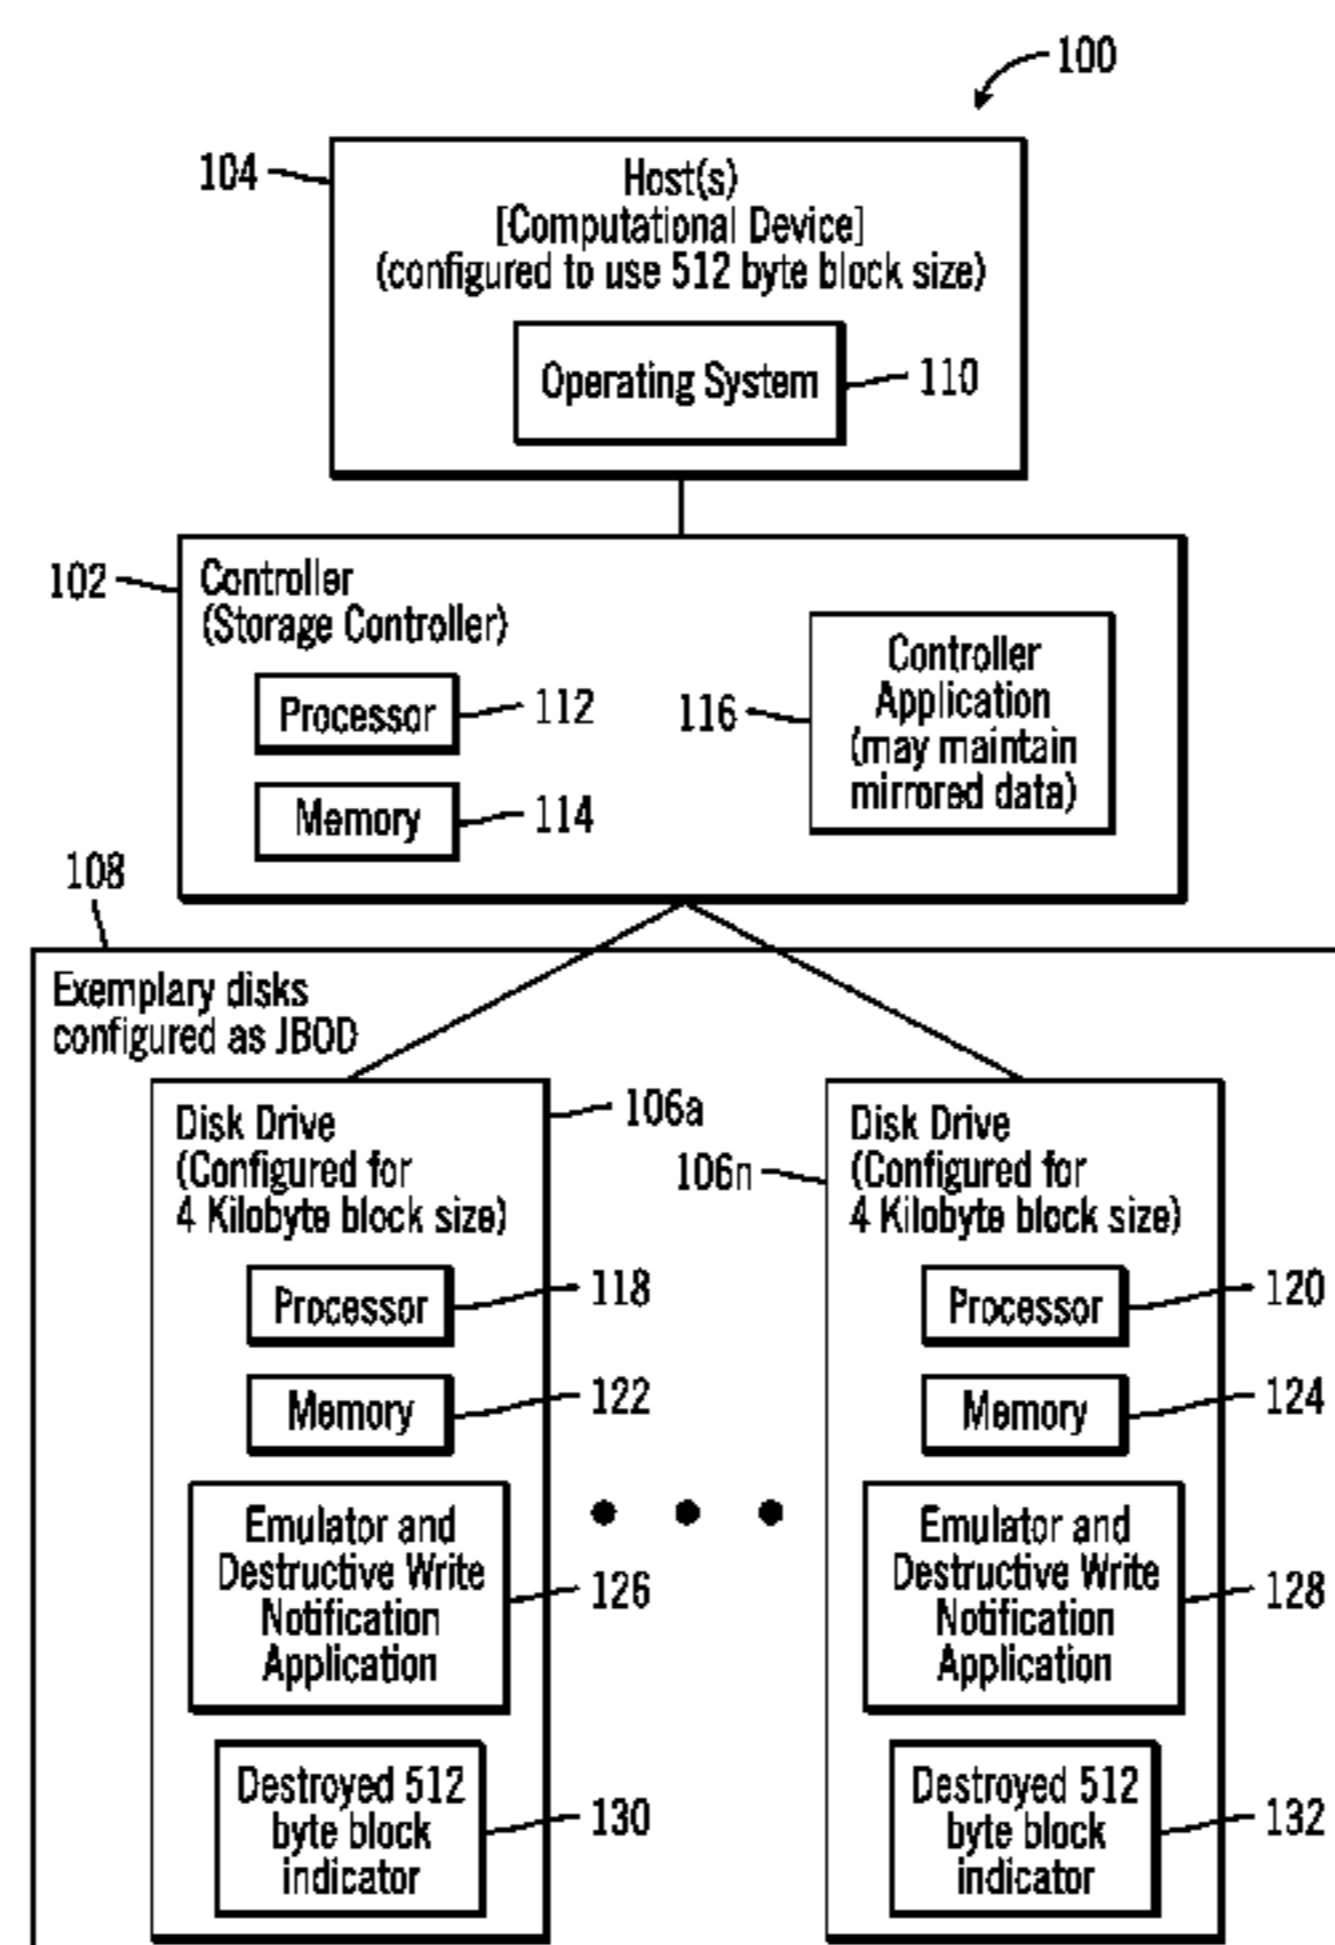 100
104
Host(s)
[Computational Device]
(configured to use 512 byte block size)
Operating System
110
102
Controller
(Storage Controller)
Processor
112
Memory
114
116
Controller
Application
(may maintain
mirrored data)
108
Exemplary disks
configured as JBOD
Disk Drive
(Configured for
4 Kilobyte block size)
106a
Processor
118
Memory
122
Emulator and
Destructive Write
Notification
Application
126
Destroyed 512
byte block
indicator
130
• • •
106n
Disk Drive
(Configured for
4 Kilobyte block size)
Processor
120
Memory
124
Emulator and
Destructive Write
Notification
Application
128
Destroyed 512
byte block
indicator
132